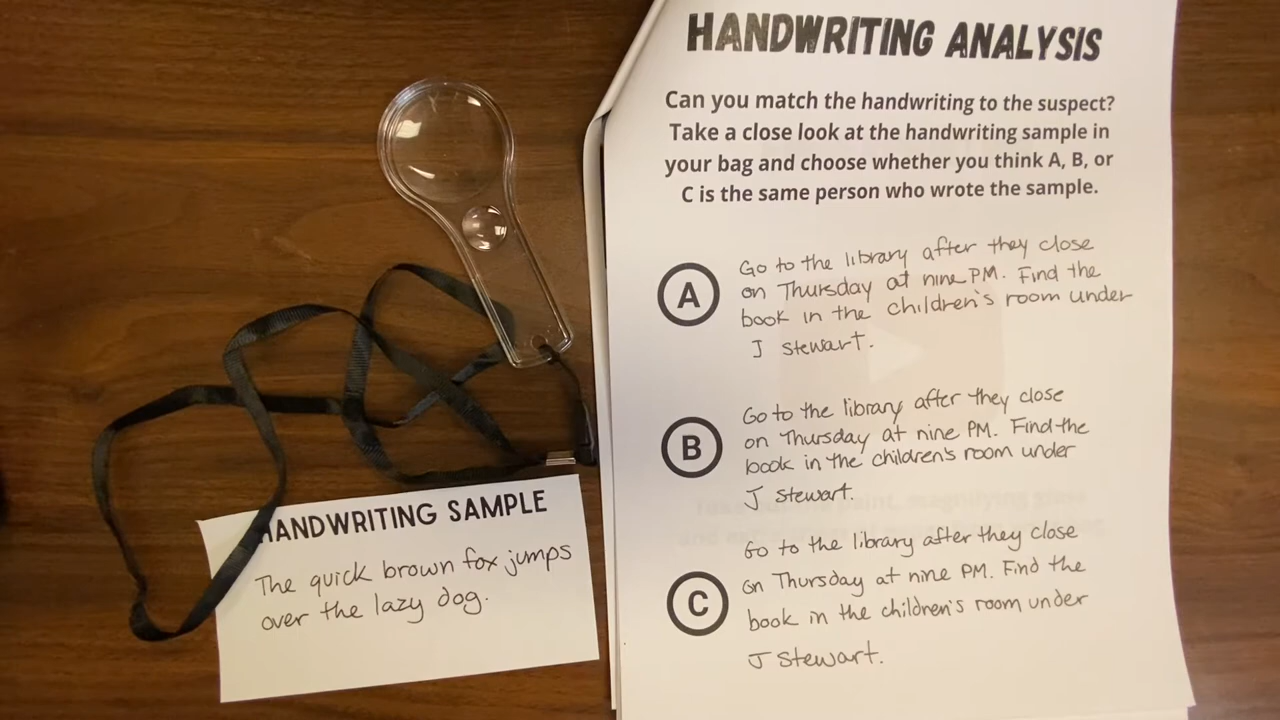 HANDWRITING ANALYSIS
Can you match the handwriting to the suspect?
Take a close look at the handwriting sample in
your bag and choose whether you think A, B, or
C is the same person who wrote the sample.
A
Go to the library after they close
on Thursday at nine PM. Find the
book in the children's room under
J Stewart.
B
Go to the library after they close
on Thursday at nine PM. Find the
book in the children's room under
J Stewart.
C
Go to the library after they close
on Thursday at nine PM. Find the
book in the children's room under
J Stewart.
HANDWRITING SAMPLE
The quick brown fox jumps
over the lazy dog.